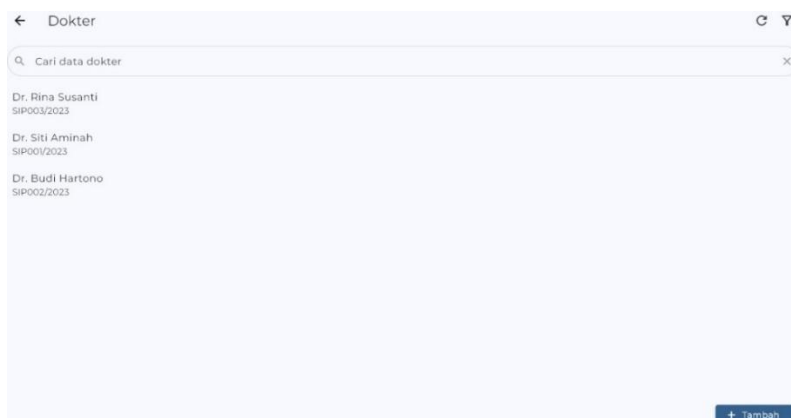 Dokter
Cari data dokter
Dr. Rina Susanti
SIP003/2023
Dr. Siti Aminah
SIP001/2023
Dr. Budi Hartono
SIP002/2023
+ Tambah